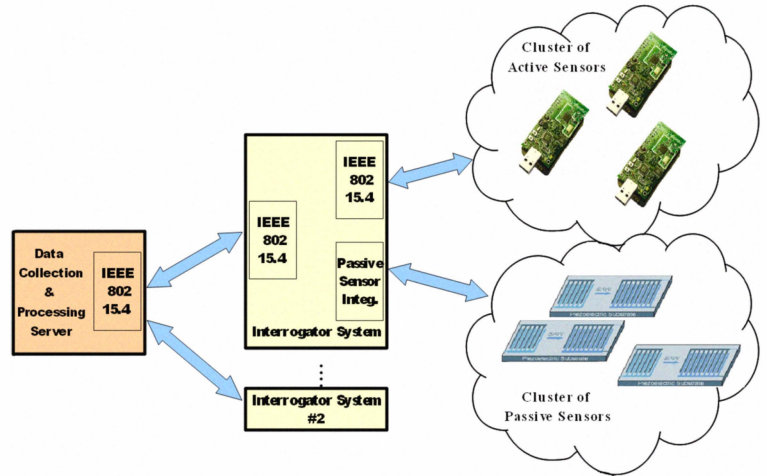 Cluster of
Active Sensors
IEEE
802
15.4
IEEE
802
15.4
Passive
Sensor
Integ.
Interrogator System
Data
Collection
&
Processing
Server
IEEE
802
15.4
Interrogator System
#2
Piezoelectric Substrate
Piezoelectric Substrate
Piezoelectric Substrate
Cluster of
Passive Sensors